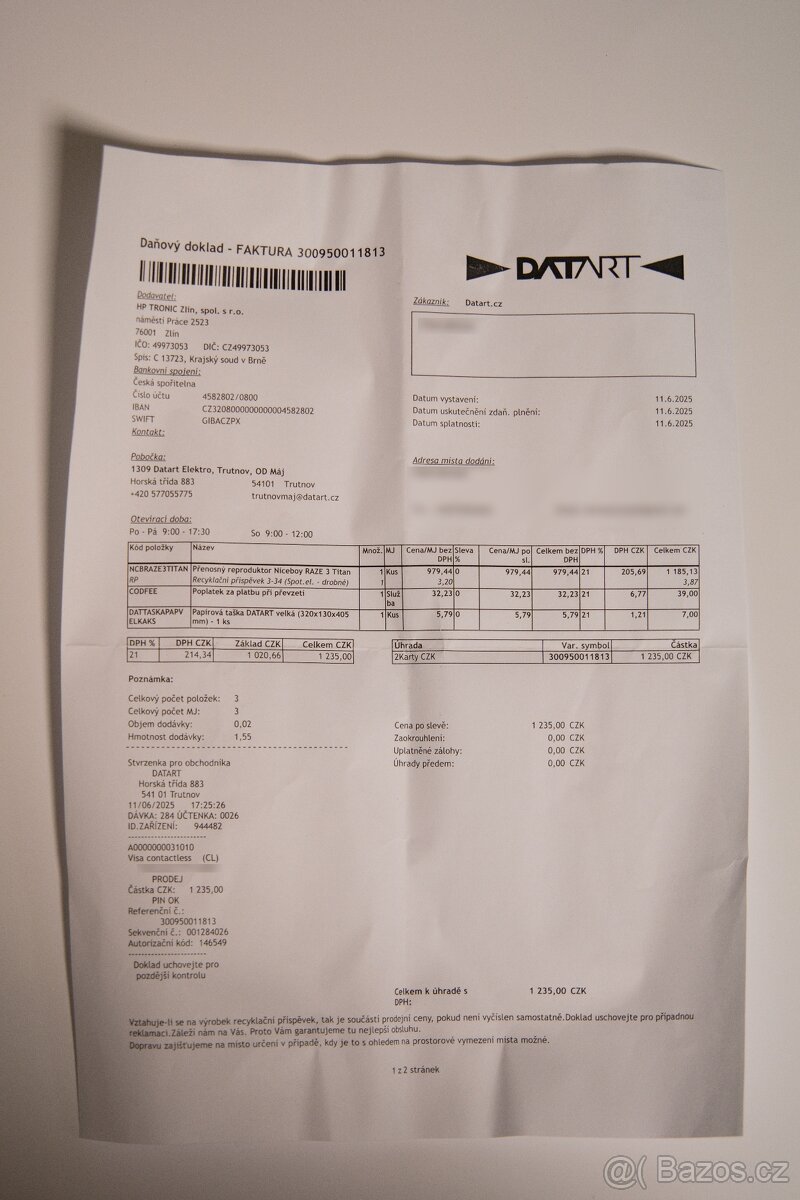 Daňový doklad - FAKTURA 300950011813
DATART
Dodavatel:
HP TRONIC Zlín, spol. s r.o.
náměstí Práce 2523
76001 Zlín
IČO: 49973053 DIČ: CZ49973053
Spis: C 13723, Krajský soud v Brně
Bankovní spojení:
Česká spořitelna
Číslo účtu 4582802/0800
IBAN CZ3208000000000004582802
SWIFT GIBACZPX
Kontakt:
Zákazník: Datart.cz
Datum vystavení: 11.6.2025
Datum uskutečnění zdaň. plnění: 11.6.2025
Datum splatnosti: 11.6.2025
Pobočka:
1309 Datart Elektro, Trutnov, OD Máj
Horská třída 883 54101 Trutnov
+420 577055775 trutnovmaj@datart.cz
Adresa místa dodání:
Otevírací doba:
Po - Pá 9:00 - 17:30 So 9:00 - 12:00
Kód položky Název Množ. MJ Cena/MJ bez DPH Sleva % Cena/MJ po sl. Celkem bez DPH DPH % DPH CZK Celkem CZK
NCBRAZE3TITAN Přenosný reproduktor Niceboy RAZE 3 Titan 1 Kus 979,44 0 979,44 979,44 21 205,69 1 185,13
RP Recyklační příspěvek 3-34 (Spot.el. - drobné) 1 3,20 3,87
CODFEE Poplatek za platbu při převzetí 1 Služba 32,23 0 32,23 32,23 21 6,77 39,00
DATTASKAPAPV Papírová taška DATART velká (320x130x405 1 Kus 5,79 0 5,79 5,79 21 1,21 7,00
ELKAKS mm) - 1 ks
DPH % DPH CZK Základ CZK Celkem CZK
21 214,34 1 020,66 1 235,00
Úhrada Var. symbol Částka
2Karty CZK 300950011813 1 235,00 CZK
Poznámka:
Celkový počet položek: 3
Celkový počet MJ: 3
Objem dodávky: 0,02
Hmotnost dodávky: 1,55
Cena po slevě: 1 235,00 CZK
Zaokrouhlení: 0,00 CZK
Uplatněné zálohy: 0,00 CZK
Úhrady předem: 0,00 CZK
Stvrzenka pro obchodníka
DATART
Horská třída 883
541 01 Trutnov
11/06/2025 17:25:26
DÁVKA: 284 ÚČTENKA: 0026
ID.ZAŘÍZENÍ: 944482
A0000000031010
Visa contactless (CL)
PRODEJ
Částka CZK: 1 235,00
PIN OK
Referenční č.:
300950011813
Sekvenční č.: 001284026
Autorizační kód: 146549
Doklad uchovejte pro
pozdější kontrolu
Celkem k úhradě s 1 235,00 CZK
DPH:
Vztahuje-li se na výrobek recyklační příspěvek, tak je součástí prodejní ceny, pokud není vyčíslen samostatně.Doklad uschovejte pro případnou
reklamaci.Záleží nám na Vás. Proto Vám garantujeme tu nejlepší obsluhu.
Dopravu zajišťujeme na místo určení v případě, kdy je to s ohledem na prostorové vymezení místa možné.
1 z 2 stránek
@( Bazos.cz